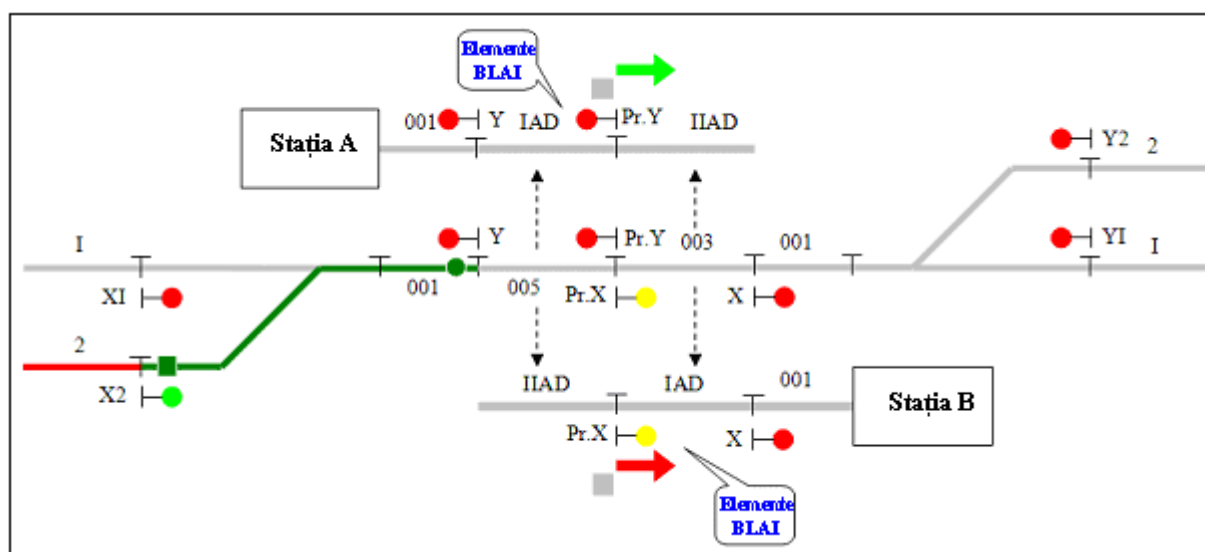 Elemente
BLAI
001 Y IAD Pr.Y IIAD
Stația A
Y2 2
I Y Pr.Y 003 001 YI I
001 005
XI Pr.X X
2
X2 IIAD IAD 001
Stația B
Pr.X X
Elemente
BLAI